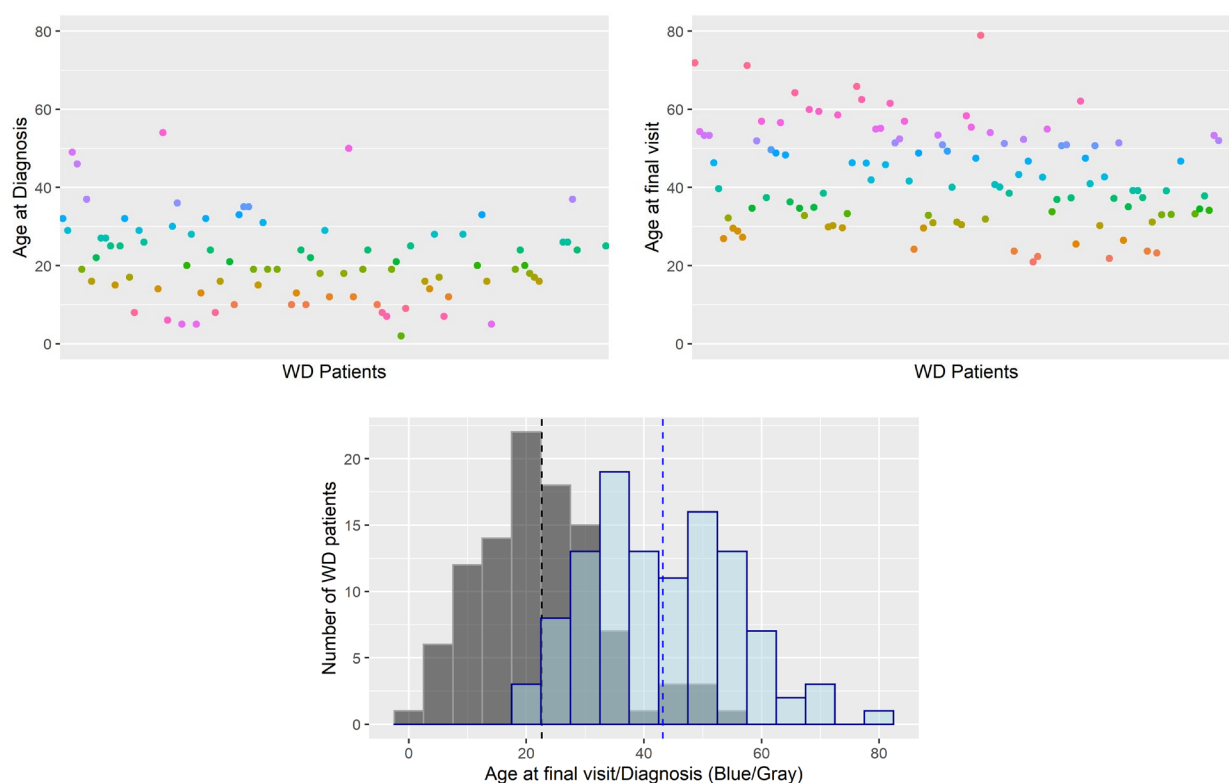 80
60
40
20
0
Age at Diagnosis
WD Patients
80
60
40
20
0
Age at final visit
WD Patients
20
15
10
5
0
Number of WD patients
0 20 40 60 80
Age at final visit/Diagnosis (Blue/Gray)